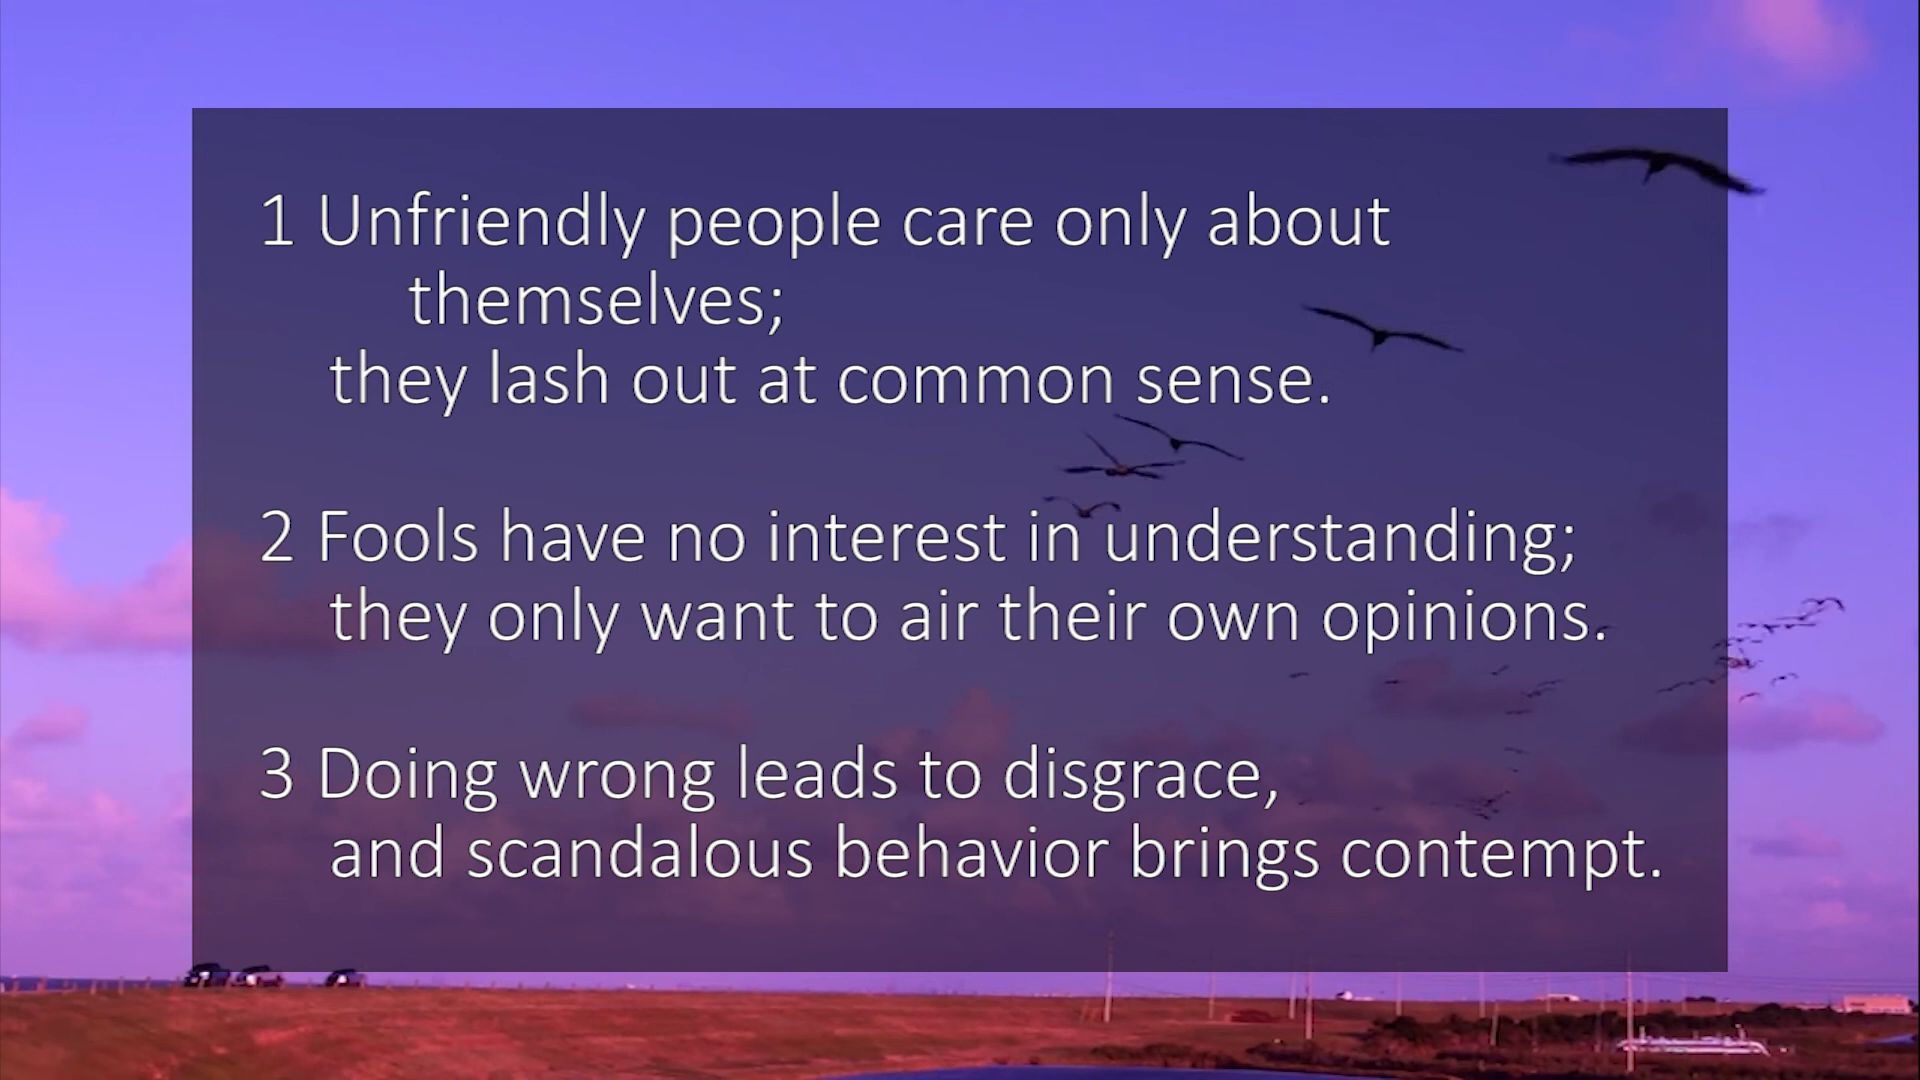 1 Unfriendly people care only about
themselves;
they lash out at common sense.
2 Fools have no interest in understanding;
they only want to air their own opinions.
3 Doing wrong leads to disgrace,
and scandalous behavior brings contempt.